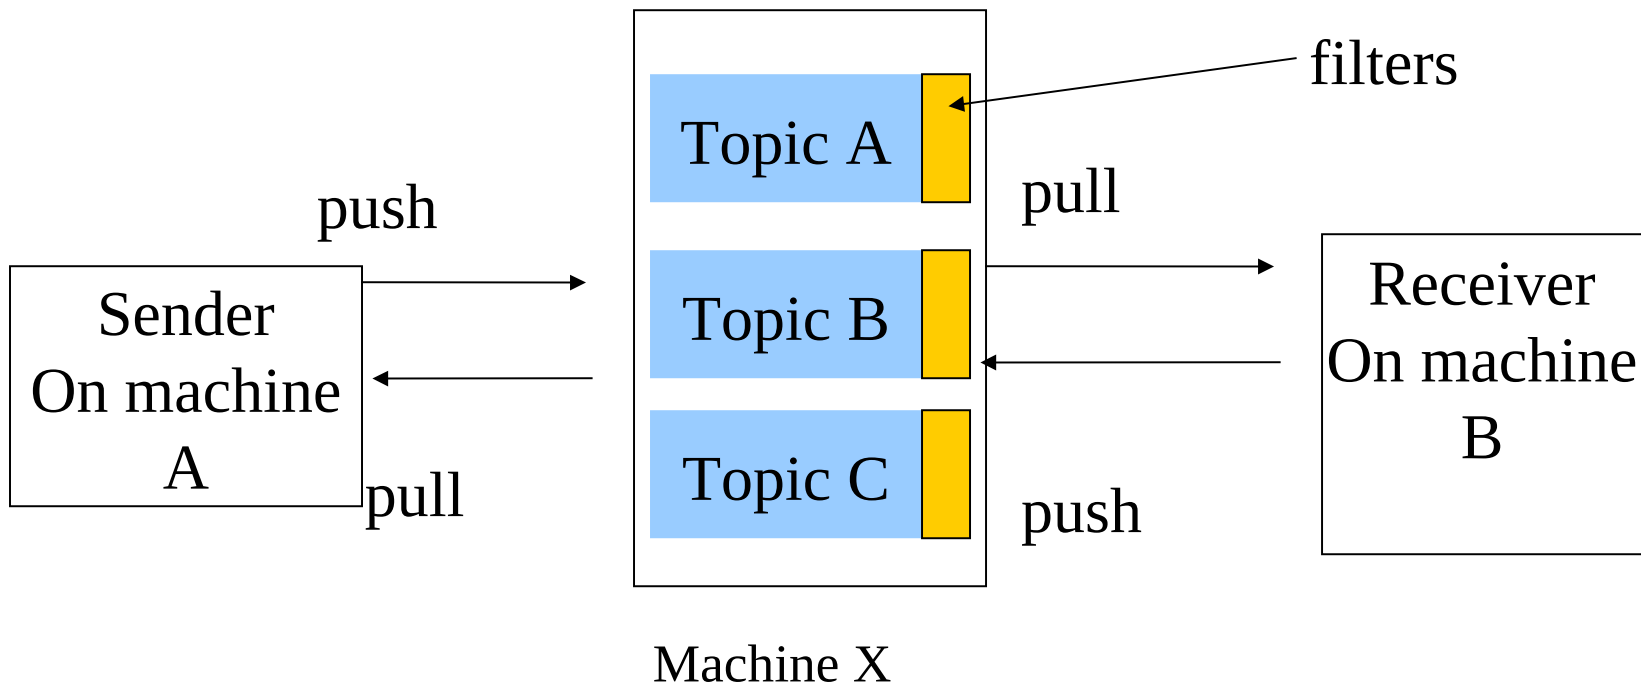 filters
Topic A
pull
push
Sender
On machine
A
Topic B
Receiver
On machine
B
pull
Topic C
push
Machine X